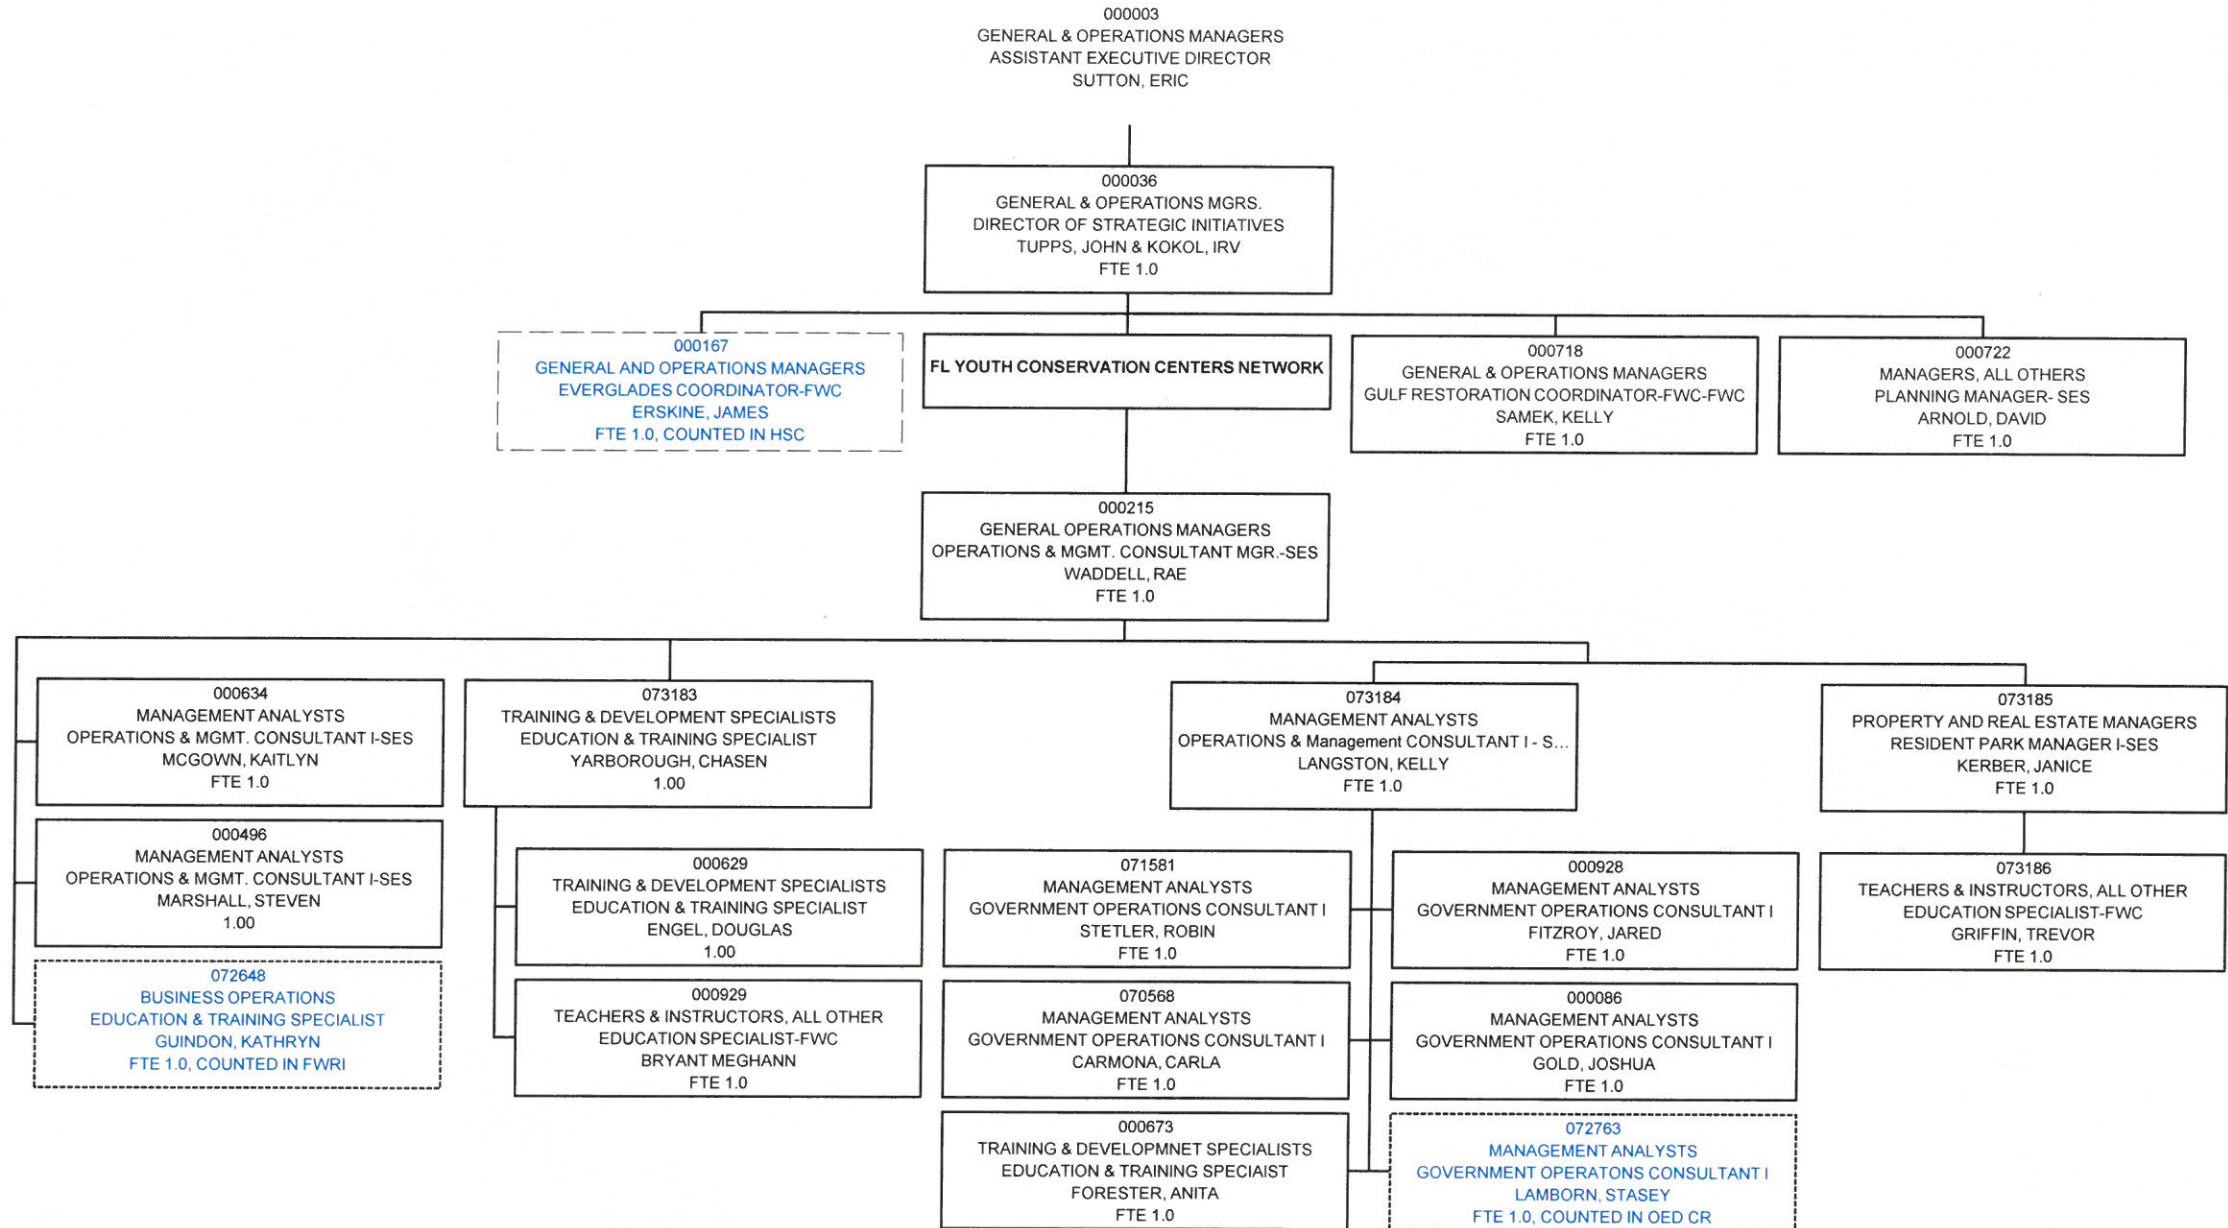 000003
GENERAL & OPERATIONS MANAGERS
ASSISTANT EXECUTIVE DIRECTOR
SUTTON, ERIC
000036
GENERAL & OPERATIONS MGRS.
DIRECTOR OF STRATEGIC INITIATIVES
TUPPS, JOHN & KOKOL, IRV
FTE 1.0
000167
GENERAL AND OPERATIONS MANAGERS
EVERGLADES COORDINATOR-FWC
ERSKINE, JAMES
FTE 1.0, COUNTED IN HSC
FL YOUTH CONSERVATION CENTERS NETWORK
000718
GENERAL & OPERATIONS MANAGERS
GULF RESTORATION COORDINATOR-FWC-FWC
SAMEK, KELLY
FTE 1.0
000722
MANAGERS, ALL OTHERS
PLANNING MANAGER- SES
ARNOLD, DAVID
FTE 1.0
000215
GENERAL OPERATIONS MANAGERS
OPERATIONS & MGMT. CONSULTANT MGR.-SES
WADDELL, RAE
FTE 1.0
000634
MANAGEMENT ANALYSTS
OPERATIONS & MGMT. CONSULTANT I-SES
MCGOWN, KAITLYN
FTE 1.0
000496
MANAGEMENT ANALYSTS
OPERATIONS & MGMT. CONSULTANT I-SES
MARSHALL, STEVEN
1.00
072648
BUSINESS OPERATIONS
EDUCATION & TRAINING SPECIALIST
GUINDON, KATHRYN
FTE 1.0, COUNTED IN FWRI
073183
TRAINING & DEVELOPMENT SPECIALISTS
EDUCATION & TRAINING SPECIALIST
YARBOROUGH, CHASEN
1.00
000629
TRAINING & DEVELOPMENT SPECIALISTS
EDUCATION & TRAINING SPECIALIST
ENGEL, DOUGLAS
1.00
000929
TEACHERS & INSTRUCTORS, ALL OTHER
EDUCATION SPECIALIST-FWC
BRYANT MEGHANN
FTE 1.0
073184
MANAGEMENT ANALYSTS
OPERATIONS & Management CONSULTANT I - S...
LANGSTON, KELLY
FTE 1.0
071581
MANAGEMENT ANALYSTS
GOVERNMENT OPERATIONS CONSULTANT I
STETLER, ROBIN
FTE 1.0
000928
MANAGEMENT ANALYSTS
GOVERNMENT OPERATIONS CONSULTANT I
FITZROY, JARED
FTE 1.0
070568
MANAGEMENT ANALYSTS
GOVERNMENT OPERATIONS CONSULTANT I
CARMONA, CARLA
FTE 1.0
000086
MANAGEMENT ANALYSTS
GOVERNMENT OPERATIONS CONSULTANT I
GOLD, JOSHUA
FTE 1.0
000673
TRAINING & DEVELOPMNET SPECIALISTS
EDUCATION & TRAINING SPECIAIST
FORESTER, ANITA
FTE 1.0
072763
MANAGEMENT ANALYSTS
GOVERNMENT OPERATONS CONSULTANT I
LAMBORN, STASEY
FTE 1.0, COUNTED IN OED CR
073185
PROPERTY AND REAL ESTATE MANAGERS
RESIDENT PARK MANAGER I-SES
KERBER, JANICE
FTE 1.0
073186
TEACHERS & INSTRUCTORS, ALL OTHER
EDUCATION SPECIALIST-FWC
GRIFFIN, TREVOR
FTE 1.0